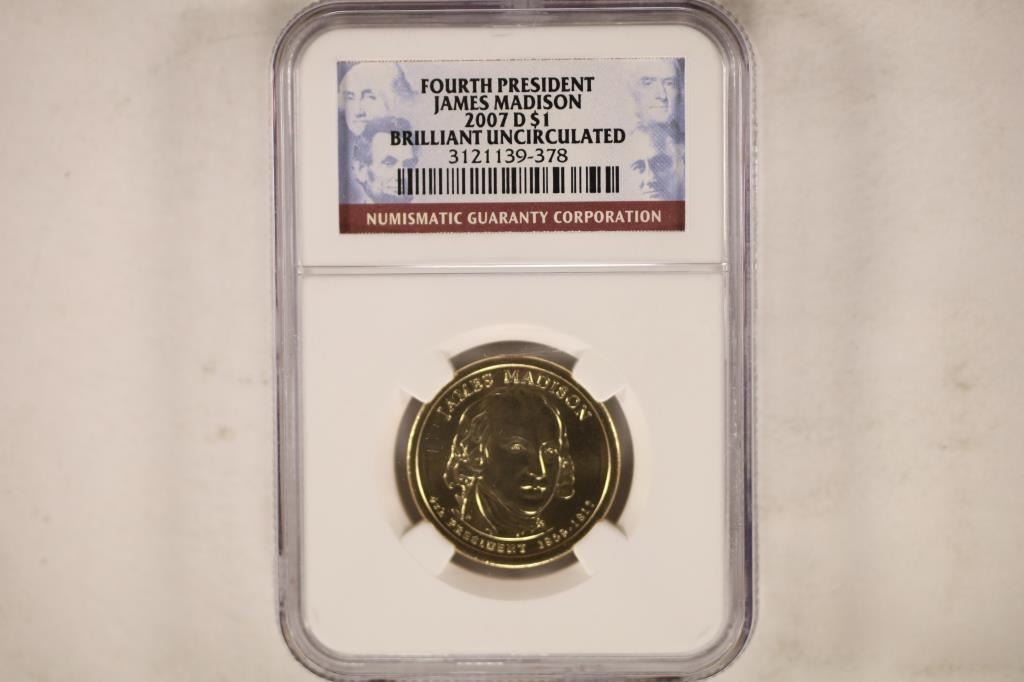 FOURTH PRESIDENT
JAMES MADISON
2007 D $1
BRILLIANT UNCIRCULATED
3121139-378
NUMISMATIC GUARANTY CORPORATION
JAMES MADISON
4th PRESIDENT 1809-1817